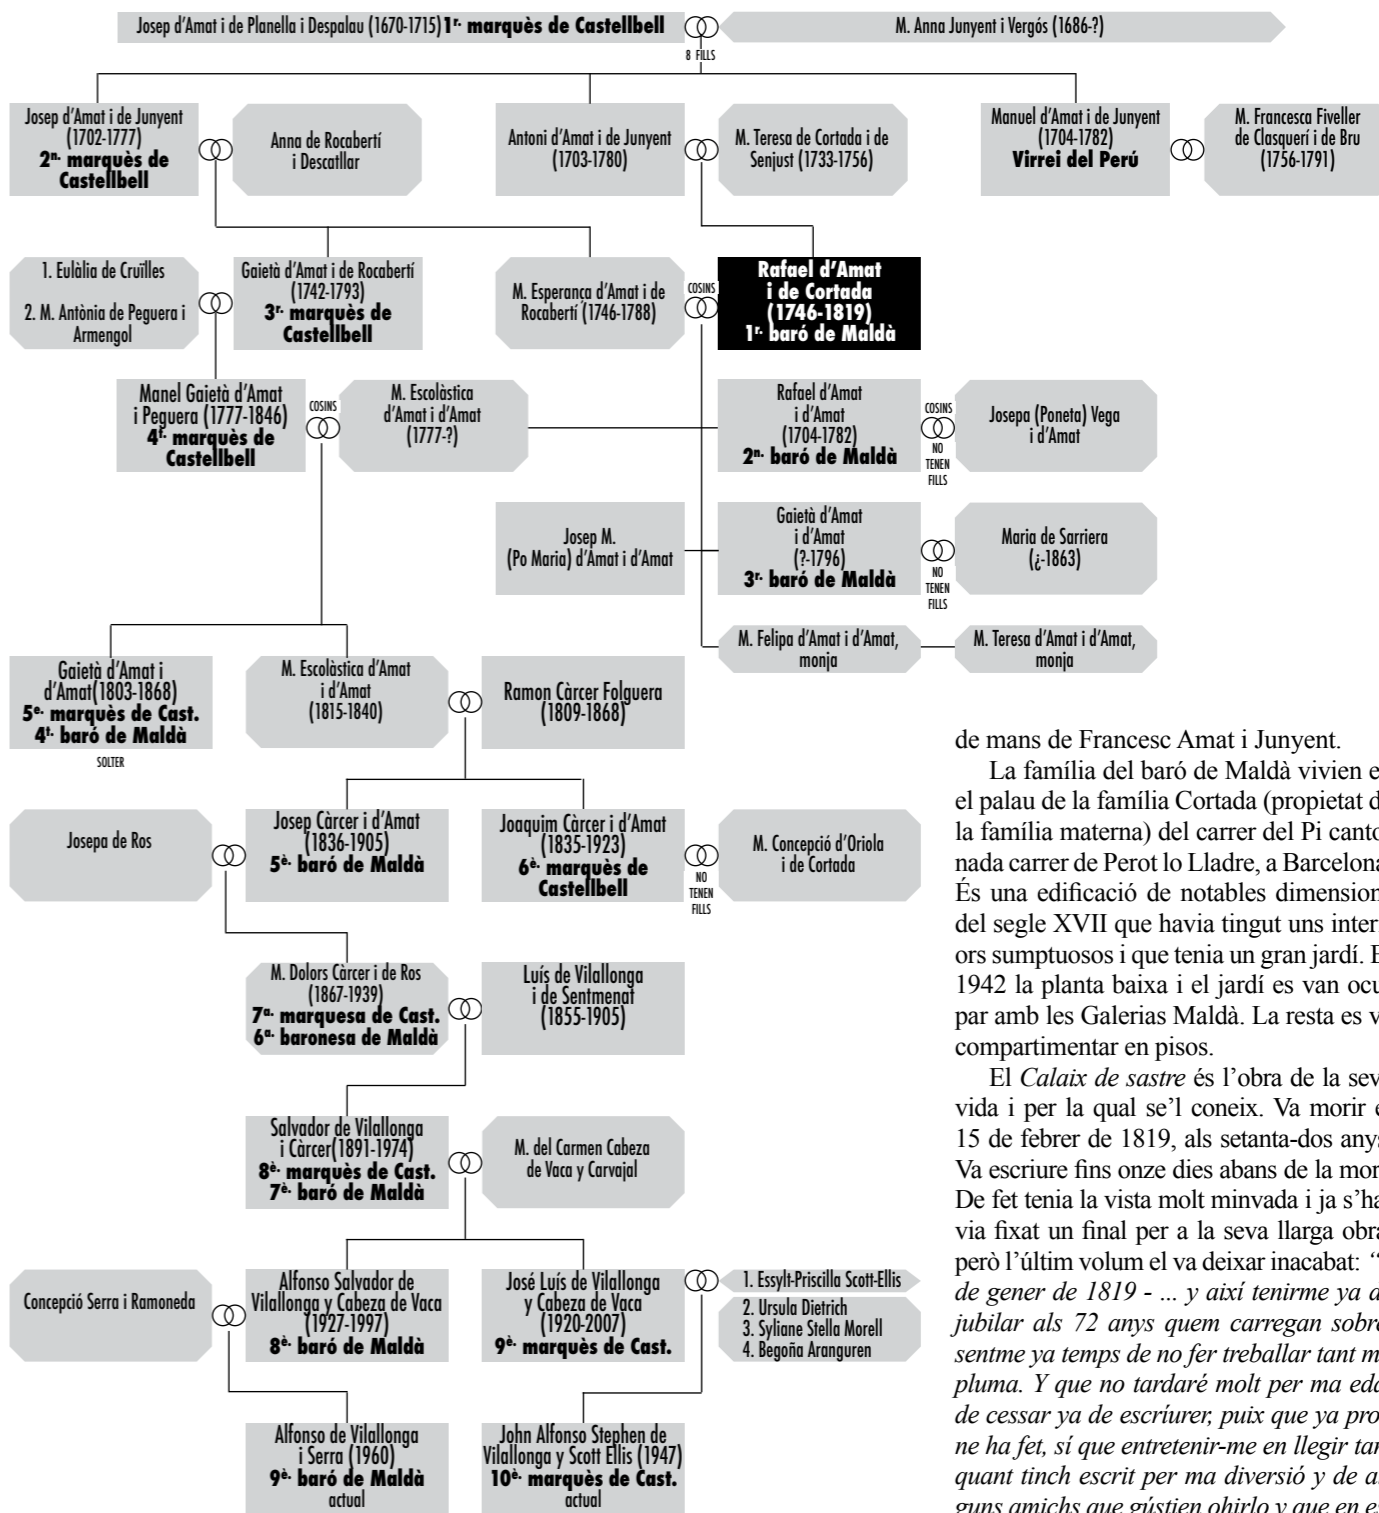 Josep d'Amat i de Planella i Despalau (1670-1715)1r. marquès de Castellbell
M. Anna Junyent i Vergós (1686-?)
8 FILLS
Josep d'Amat i de Junyent
(1702-1777)
2n. marquès de
Castellbell
Anna de Rocabertí
i Descatllar
Antoni d'Amat i de Junyent
(1703-1780)
M. Teresa de Cortada i de
Senjust (1733-1756)
Manuel d'Amat i de Junyent
(1704-1782)
Virrei del Perú
M. Francesca Fiveller
de Clasquerí i de Bru
(1756-1791)
1. Eulàlia de Cruïlles
2. M. Antònia de Peguera i
Armengol
Gaietà d'Amat i de Rocabertí
(1742-1793)
3r. marquès de
Castellbell
M. Esperança d'Amat i de
Rocabertí (1746-1788)
COSINS
Rafael d'Amat
i de Cortada
(1746-1819)
1r. baró de Maldà
Manel Gaietà d'Amat
i Peguera (1777-1846)
4t. marquès de
Castellbell
COSINS
M. Escolàstica
d'Amat i d'Amat
(1777-?)
Rafael d'Amat
i d'Amat
(1704-1782)
2n. baró de Maldà
COSINS
NO
TENEN
FILLS
Josepa (Poneta) Vega
i d'Amat
Josep M.
(Po Maria) d'Amat i d'Amat
Gaietà d'Amat
i d'Amat
(?-1796)
3r. baró de Maldà
NO
TENEN
FILLS
Maria de Sarriera
(¿-1863)
M. Felipa d'Amat i d'Amat,
monja
M. Teresa d'Amat i d'Amat,
monja
Gaietà d'Amat i
d'Amat(1803-1868)
5e. marquès de Cast.
4t. baró de Maldà
SOLTER
M. Escolàstica d'Amat
i d'Amat
(1815-1840)
Ramon Càrcer Folguera
(1809-1868)
Josepa de Ros
Josep Càrcer i d'Amat
(1836-1905)
5è. baró de Maldà
Joaquim Càrcer i d'Amat
(1835-1923)
6è. marquès de
Castellbell
NO
TENEN
FILLS
M. Concepció d'Oriola
i de Cortada
M. Dolors Càrcer i de Ros
(1867-1939)
7a. marquesa de Cast.
6a. baronesa de Maldà
Luís de Vilallonga
i de Sentmenat
(1855-1905)
Salvador de Vilallonga
i Càrcer(1891-1974)
8è. marquès de Cast.
7è. baró de Maldà
M. del Carmen Cabeza
de Vaca y Carvajal
Concepció Serra i Ramoneda
Alfonso Salvador de
Vilallonga y Cabeza de Vaca
(1927-1997)
8è. baró de Maldà
José Luís de Vilallonga
y Cabeza de Vaca
(1920-2007)
9è. marquès de Cast.
1. Essylt-Priscilla Scott-Ellis
2. Ursula Dietrich
3. Syliane Stella Morell
4. Begoña Aranguren
Alfonso de Vilallonga
i Serra (1960)
9è. baró de Maldà
actual
John Alfonso Stephen de
Vilallonga y Scott Ellis (1947)
10è. marquès de Cast.
actual
de mans de Francesc Amat i Junyent.
La família del baró de Maldà vivien e
el palau de la família Cortada (propietat d
la família materna) del carrer del Pi canto
nada carrer de Perot lo Lladre, a Barcelona
És una edificació de notables dimension
del segle XVII que havia tingut uns interi
ors sumptuosos i que tenia un gran jardí. E
1942 la planta baixa i el jardí es van ocu
par amb les Galerias Maldà. La resta es v
compartimentar en pisos.
El Calaix de sastre és l'obra de la sev
vida i per la qual se'l coneix. Va morir e
15 de febrer de 1819, als setanta-dos anys
Va escriure fins onze dies abans de la mor
De fet tenia la vista molt minvada i ja s'ha
via fixat un final per a la seva llarga obra
però l'últim volum el va deixar inacabat: “
de gener de 1819 - ... y així tenirme ya a
jubilar als 72 anys quem carregan sobre
sentme ya temps de no fer treballar tant m
pluma. Y que no tardaré molt per ma eda
de cessar ya de escríurer, puix que ya pro
ne ha fet, sí que entretenir-me en llegir tan
quant tinch escrit per ma diversió y de a
guns amichs que gústien ohirlo y que en es